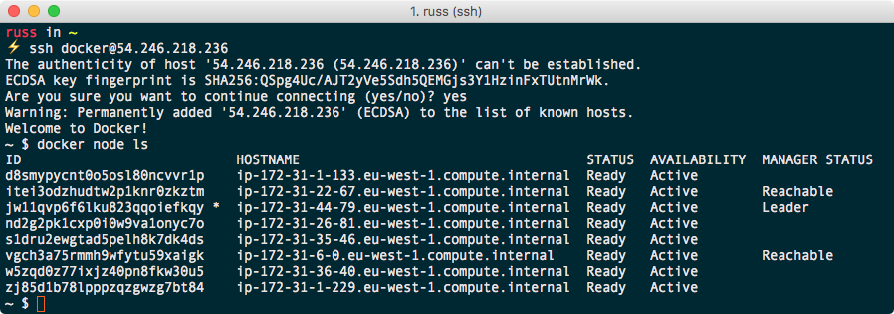 1. russ (ssh)
russ in ~
⚡ ssh docker@54.246.218.236
The authenticity of host '54.246.218.236 (54.246.218.236)' can't be established.
ECDSA key fingerprint is SHA256:QSpg4Uc/AJT2yVe5Sdh5QEMGjs3Y1HzinFxTUtnMrWk.
Are you sure you want to continue connecting (yes/no)? yes
Warning: Permanently added '54.246.218.236' (ECDSA) to the list of known hosts.
Welcome to Docker!
~ $ docker node ls
ID HOSTNAME STATUS AVAILABILITY MANAGER STATUS
d8smypycnt0o5osl80ncvvr1p ip-172-31-1-133.eu-west-1.compute.internal Ready Active
itei3odzhudtw2p1knr0zkztm ip-172-31-22-67.eu-west-1.compute.internal Ready Active Reachable
jw11qvp6f6lku823qqoiefkqy * ip-172-31-44-79.eu-west-1.compute.internal Ready Active Leader
nd2g2pk1cxp0i0w9va1onyc7o ip-172-31-26-81.eu-west-1.compute.internal Ready Active
s1dru2ewgtad5pelh8k7dk4ds ip-172-31-35-46.eu-west-1.compute.internal Ready Active
vgch3a75rmmh9wfytu59xaigk ip-172-31-6-0.eu-west-1.compute.internal Ready Active Reachable
w5zqd0z77ixjz40pn8fkw30u5 ip-172-31-36-40.eu-west-1.compute.internal Ready Active
zj85d1b78lpppzqzgwzg7bt84 ip-172-31-1-229.eu-west-1.compute.internal Ready Active
~ $